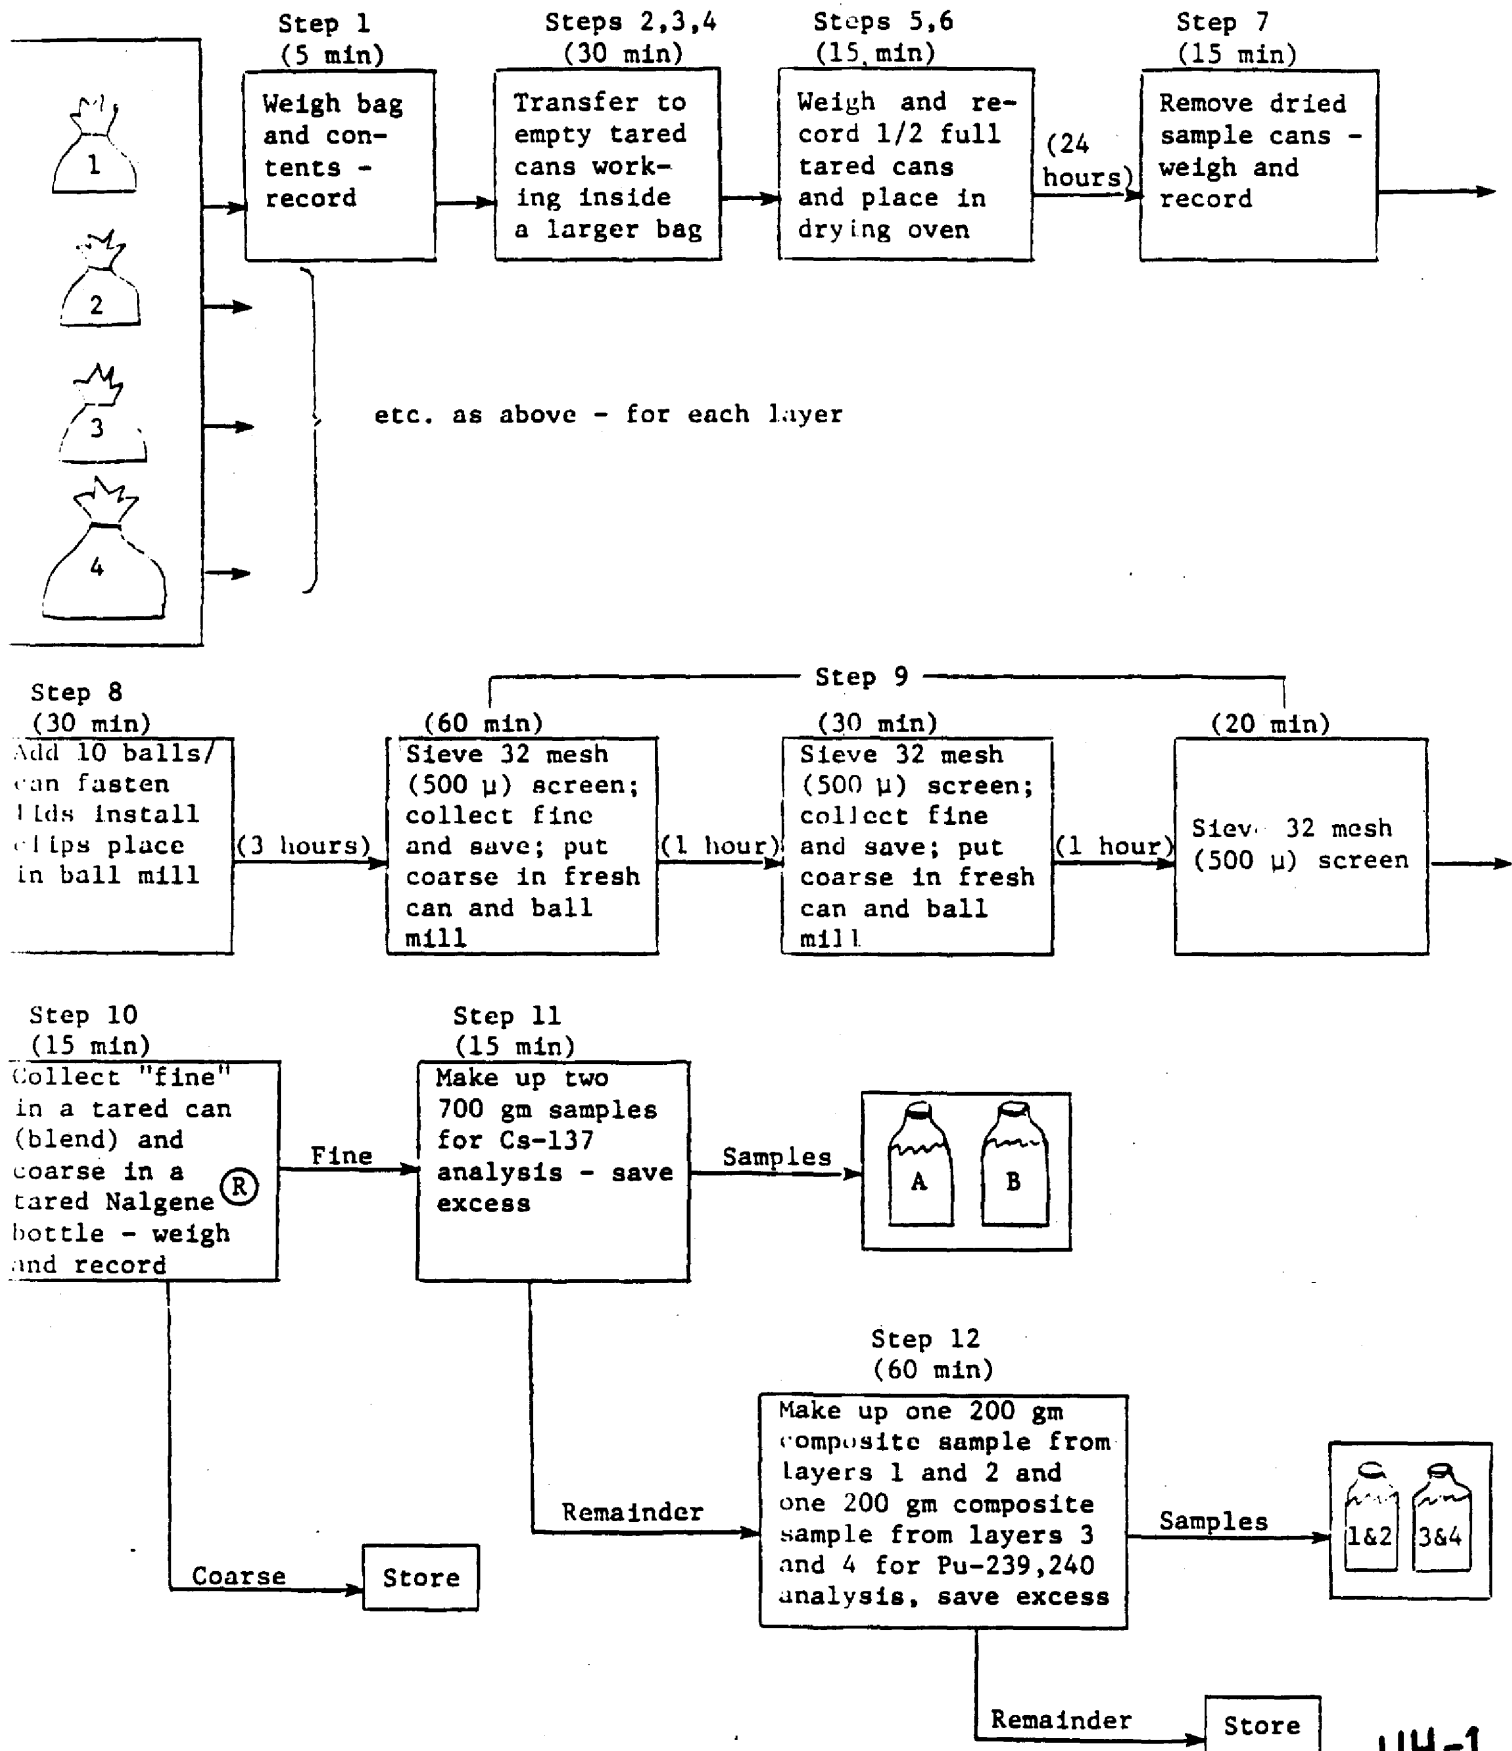 Step 1
(5 min)
Weigh bag
and con-
tents -
record
Steps 2,3,4
(30 min)
Transfer to
empty tared
cans work-
ing inside
a larger bag
Steps 5,6
(15 min)
Weigh and re-
cord 1/2 full
tared cans
and place in
drying oven
(24
hours)
Step 7
(15 min)
Remove dried
sample cans -
weigh and
record
1
2
3
4
etc. as above - for each layer
Step 8
(30 min)
Add 10 balls/
can fasten
lids install
clips place
in ball mill
(3 hours)
Step 9
(60 min)
Sieve 32 mesh
(500 μ) screen;
collect fine
and save; put
coarse in fresh
can and ball
mill
(1 hour)
(30 min)
Sieve 32 mesh
(500 μ) screen;
collect fine
and save; put
coarse in fresh
can and ball
mill
(1 hour)
(20 min)
Sieve 32 mesh
(500 μ) screen
Step 10
(15 min)
Collect "fine"
in a tared can
(blend) and
coarse in a
tared Nalgene ®
bottle - weigh
and record
Fine
Step 11
(15 min)
Make up two
700 gm samples
for Cs-137
analysis - save
excess
Samples
A B
Coarse
Store
Remainder
Step 12
(60 min)
Make up one 200 gm
composite sample from
layers 1 and 2 and
one 200 gm composite
sample from layers 3
and 4 for Pu-239,240
analysis, save excess
Samples
1&2 3&4
Remainder
Store